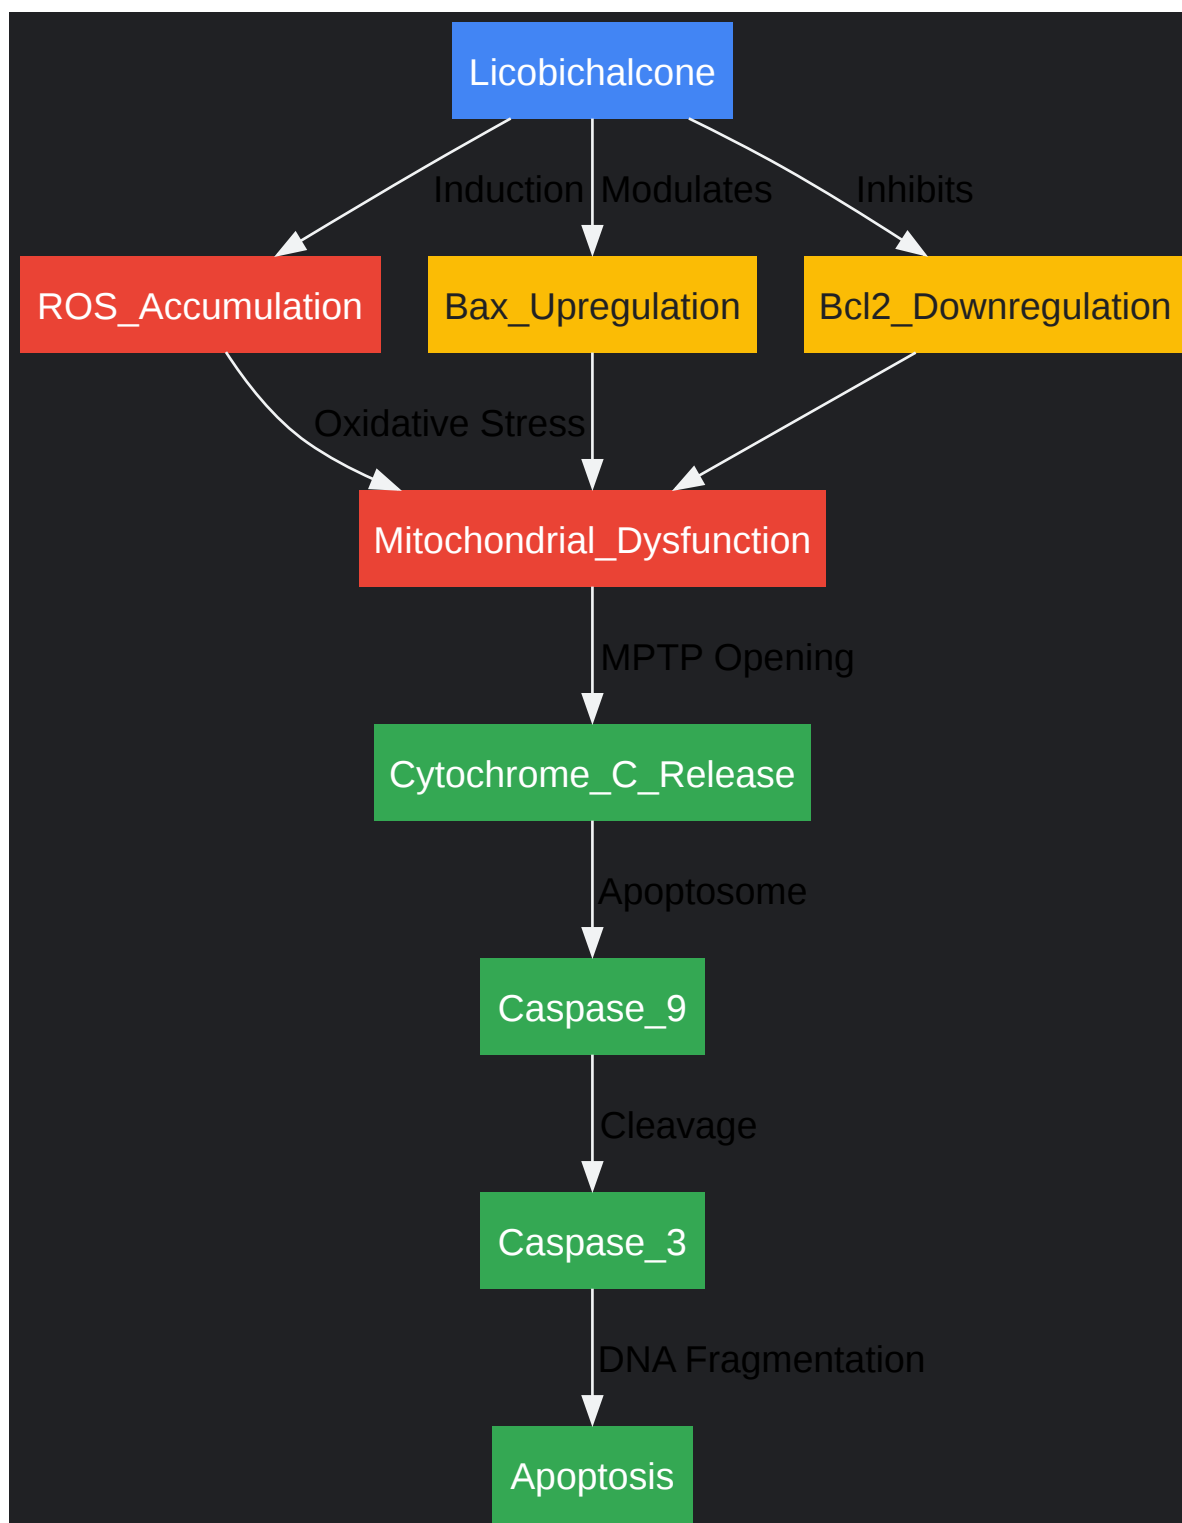 Licobichalcone
Induction
Modulates
Inhibits
ROS_Accumulation
Bax_Upregulation
Bcl2_Downregulation
Oxidative Stress
Mitochondrial_Dysfunction
MPTP Opening
Cytochrome_C_Release
Apoptosome
Caspase_9
Cleavage
Caspase_3
DNA Fragmentation
Apoptosis